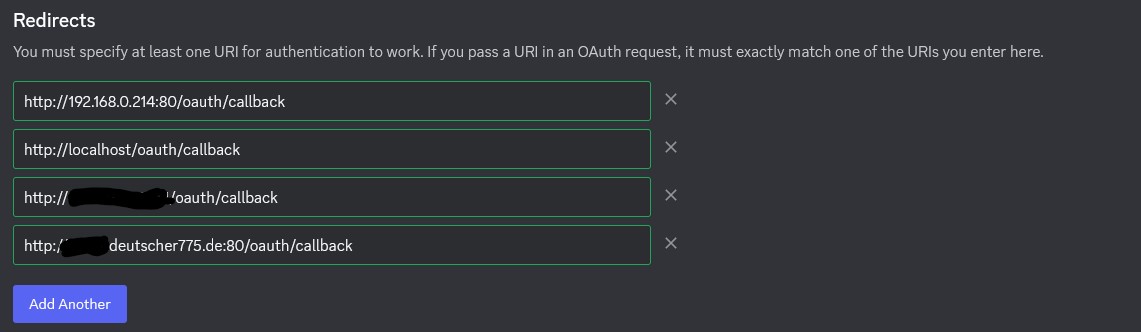 Redirects
You must specify at least one URI for authentication to work. If you pass a URI in an OAuth request, it must exactly match one of the URIs you enter here.
http://192.168.0.214:80/oauth/callback
http://localhost/oauth/callback
http:// /oauth/callback
http:/ deutscher775.de:80/oauth/callback
Add Another